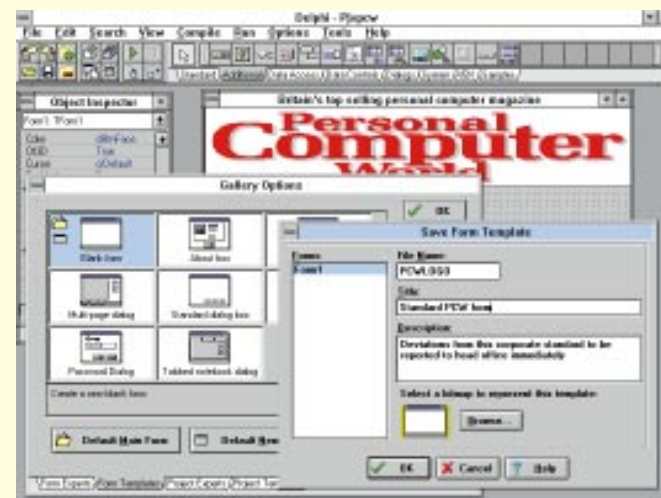 Delphi - Pjxpcw
File Edit Search View Compile Run Options Tools Help
Standard Additional Data Access Data Controls Dialogs System VBX Samples
Object Inspector
Britain's top selling personal computer magazine
Form1: TForm1
Personal
Computer
World
Color clBtnFace
Ctl3D True
Cursor crDefault
Gallery Options
OK
Blank form
About box
Multi-page dialog
Standard dialog box
Password Dialog
Tabbed notebook dialog
Create a new blank form
Default Main Form
Default New
Form Experts Form Templates Project Experts Project
Save Form Template
Forms:
Form1
File Name:
PCWLOGO
Title:
Standard PCW form
Description:
Deviations from this corporate standard to be
reported to head office immediately
Select a bitmap to represent this template:
Browse...
OK Cancel Help